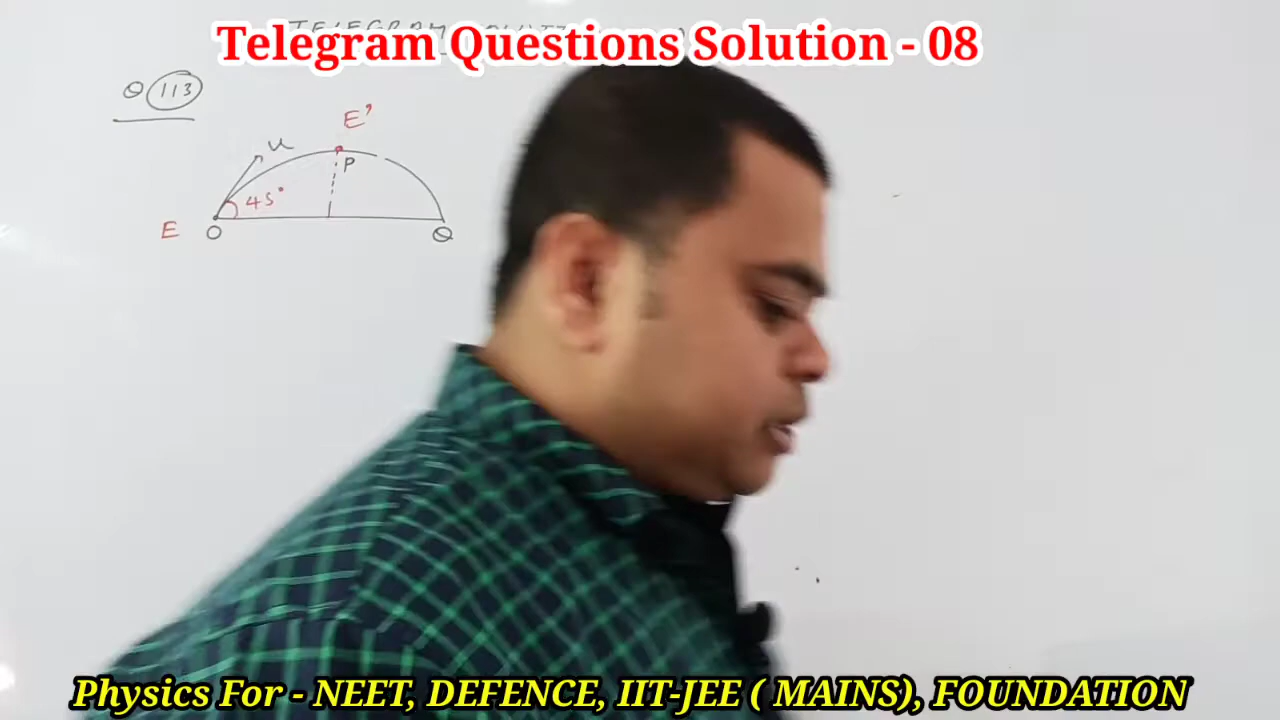 Telegram Questions Solution - 08
Q 113
E'
u
P
45°
E
O
Q
Physics For - NEET, DEFENCE, IIT-JEE ( MAINS), FOUNDATION